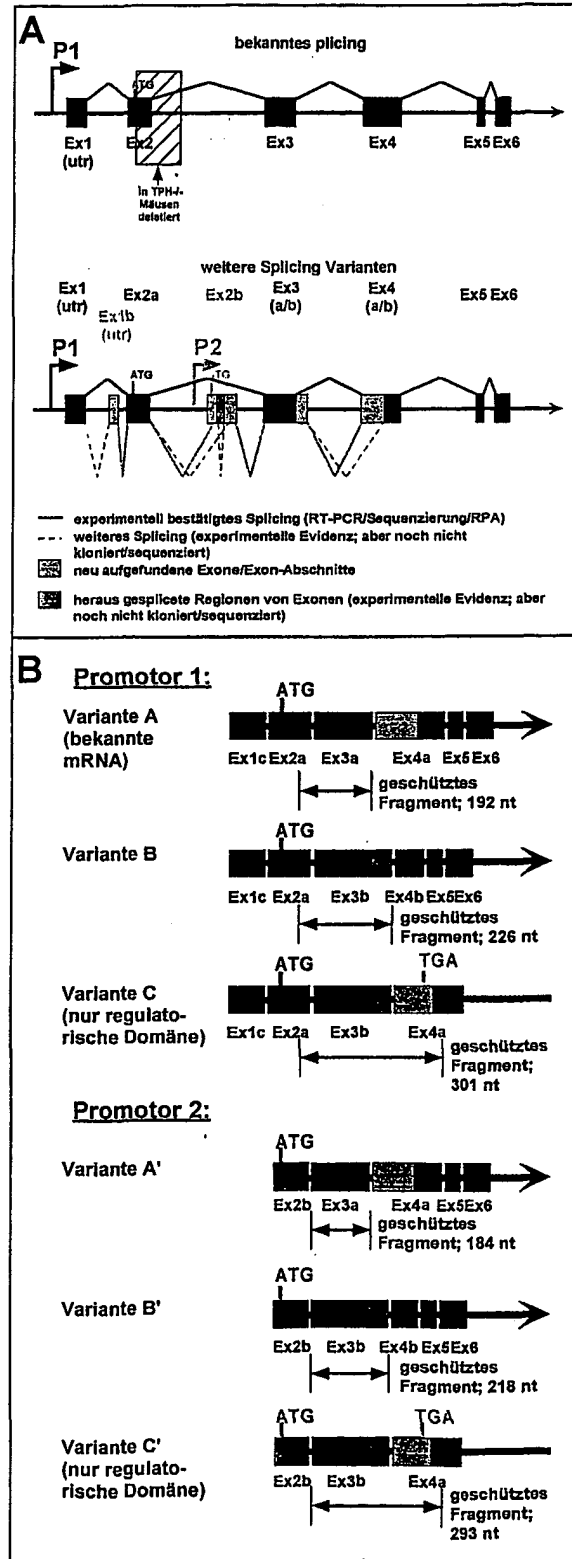 A
bekanntes plicing
P1
ATG
Ex1 Ex2 Ex3 Ex4 Ex5 Ex6
(utr)
in TPH-/-
Mäusen
deletiert
weitere Splicing Varianten
Ex1 Ex2a Ex2b Ex3 Ex4 Ex5 Ex6
(utr) (a/b) (a/b)
Ex1b
(utr)
P1 P2
ATG TG
experimentell bestätigtes Splicing (RT-PCR/Sequenzierung/RPA)
weiteres Splicing (experimentelle Evidenz; aber noch nicht
kloniert/sequenziert)
neu aufgefundene Exone/Exon-Abschnitte
heraus gesplicete Regionen von Exonen (experimentelle Evidenz; aber
noch nicht kloniert/sequenziert)
B
Promotor 1:
ATG
Variante A
(bekannte
mRNA)
Ex1c Ex2a Ex3a Ex4a Ex5 Ex6
geschütztes
Fragment; 192 nt
ATG
Variante B
Ex1c Ex2a Ex3b Ex4b Ex5Ex6
geschütztes
Fragment; 226 nt
ATG TGA
Variante C
(nur regulato-
rische Domäne)
Ex1c Ex2a Ex3b Ex4a
geschütztes
Fragment;
301 nt
Promotor 2:
ATG
Variante A'
Ex2b Ex3a Ex4a Ex5 Ex6
geschütztes
Fragment; 184 nt
ATG
Variante B'
Ex2b Ex3b Ex4b Ex5Ex6
geschütztes
Fragment; 218 nt
ATG TGA
Variante C'
(nur regulato-
rische Domäne)
Ex2b Ex3b Ex4a
geschütztes
Fragment;
293 nt